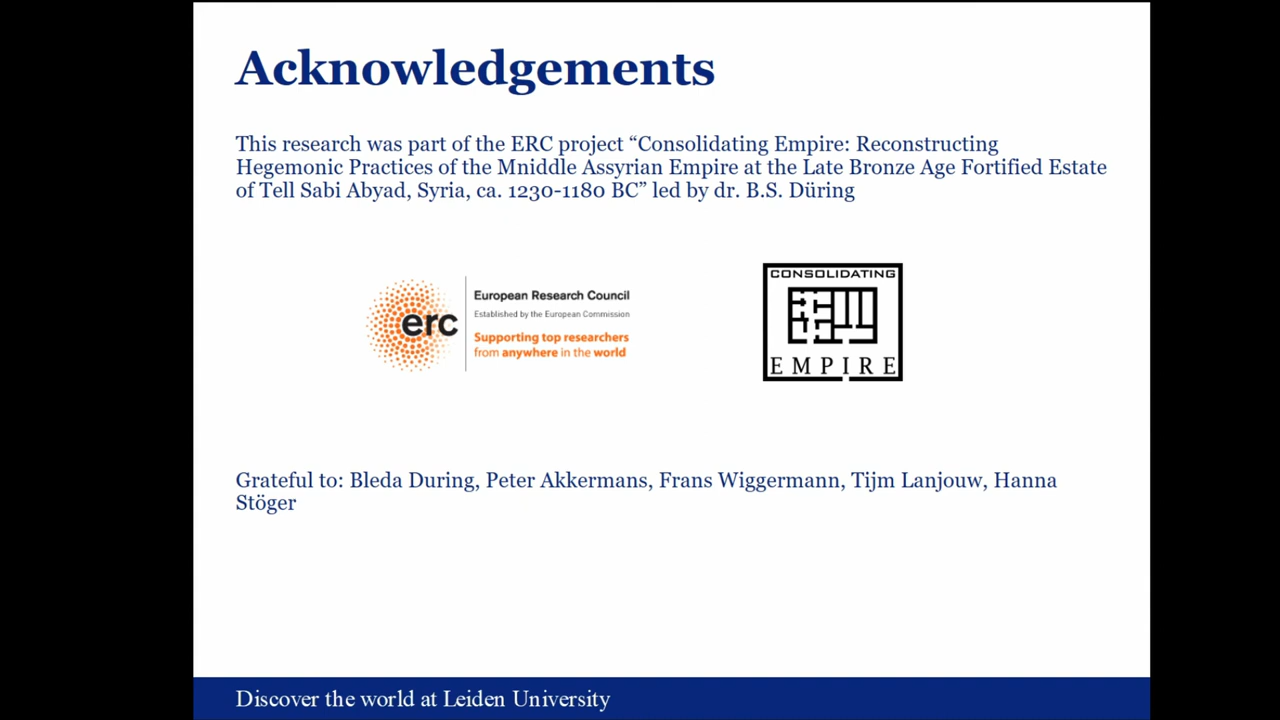 Acknowledgements
This research was part of the ERC project “Consolidating Empire: Reconstructing
Hegemonic Practices of the Mniddle Assyrian Empire at the Late Bronze Age Fortified Estate
of Tell Sabi Abyad, Syria, ca. 1230-1180 BC” led by dr. B.S. Düring
erc
European Research Council
Established by the European Commission
Supporting top researchers
from anywhere in the world
CONSOLIDATING
EMPIRE
Grateful to: Bleda During, Peter Akkermans, Frans Wiggermann, Tijm Lanjouw, Hanna
Stöger
Discover the world at Leiden University